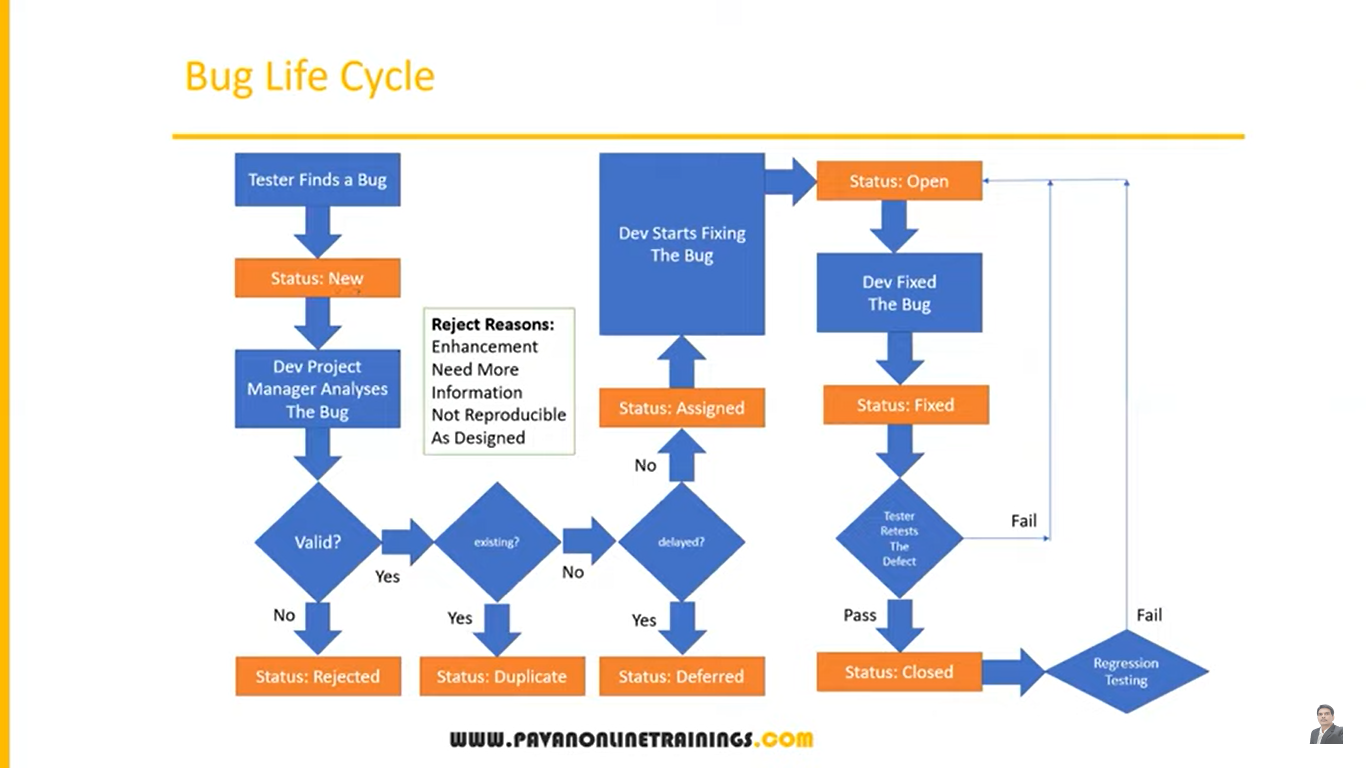 Bug Life Cycle
Tester Finds a Bug
Status: New
Dev Project
Manager Analyses
The Bug
Valid?
Yes
No
Status: Rejected
Reject Reasons:
Enhancement
Need More
Information
Not Reproducible
As Designed
existing?
No
Yes
Status: Duplicate
delayed?
Yes
Status: Deferred
No
Status: Assigned
Dev Starts Fixing
The Bug
Status: Open
Dev Fixed
The Bug
Status: Fixed
Tester
Retests
The
Defect
Fail
Pass
Status: Closed
Regression
Testing
Fail
WWW.PAVANONLINETRAININGS.COM